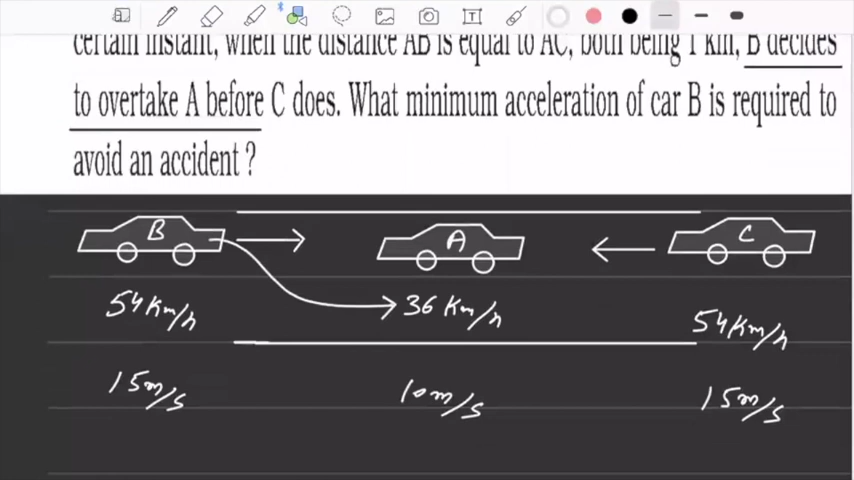 certain instant, when the distance AB is equal to AC, both being 1 km, B decides
to overtake A before C does. What minimum acceleration of car B is required to
avoid an accident ?
B
A
C
54 Km/h
36 Km/h
54 Km/h
15 m/s
10 m/s
15 m/s